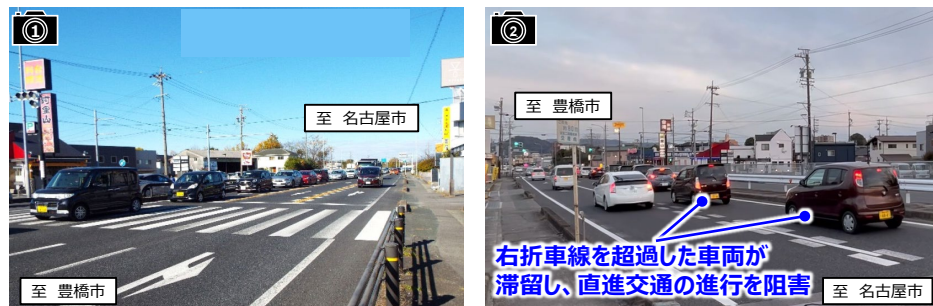 1
至 名古屋市
至 豊橋市
2
至 豊橋市
右折車線を超過した車両が
滞留し、直進交通の進行を阻害
至 名古屋市